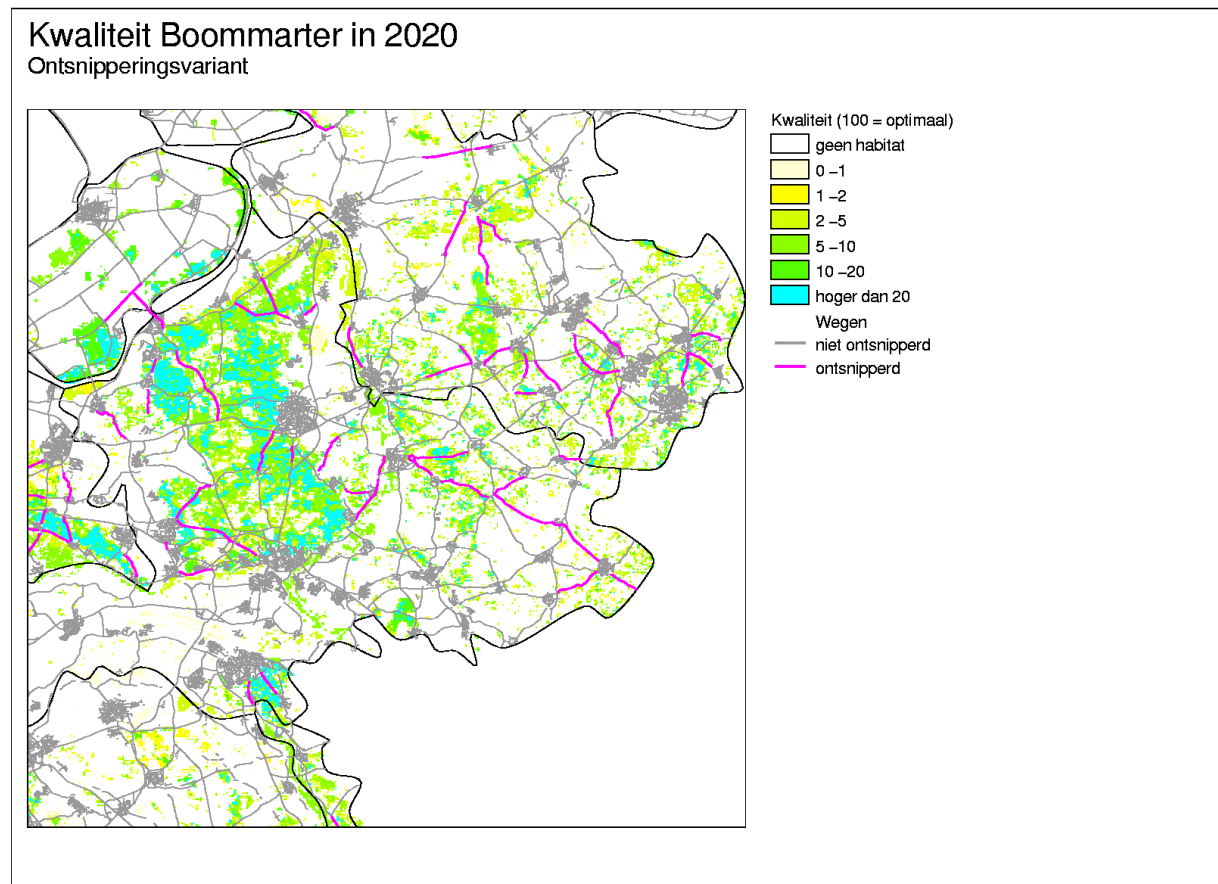 Kwaliteit Boommarter in 2020
Ontsnipperingsvariant
Kwaliteit (100 = optimaal)
geen habitat
0 -1
1 -2
2 -5
5 -10
10 -20
hoger dan 20
Wegen
niet ontsnipperd
ontsnipperd